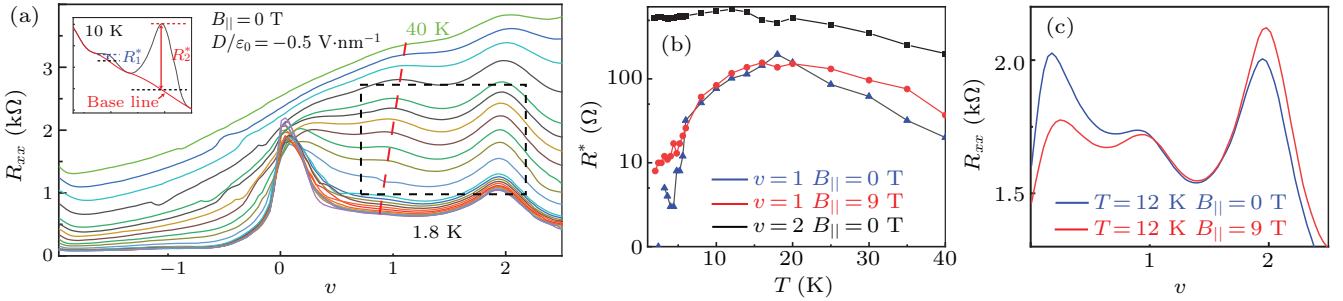 (a)
10 K
R₁*
R₂*
Base line
B||=0 T
D/ε₀=−0.5 V·nm⁻¹
40 K
1.8 K
4
3
2
1
0
Rxx (kΩ)
−1
0
1
2
v
(b)
100
10
0
R* (Ω)
v=1 B||=0 T
v=1 B||=9 T
v=2 B||=0 T
10
20
30
40
T (K)
(c)
2.0
1.5
Rxx (kΩ)
T=12 K B||=0 T
T=12 K B||=9 T
0
1
2
v